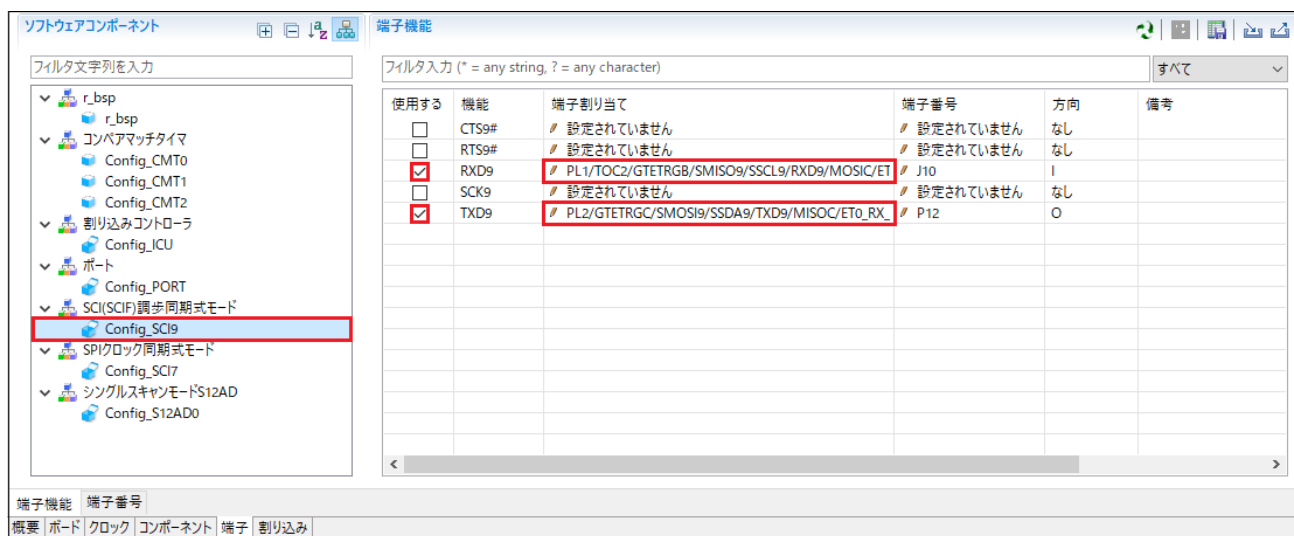 ソフトウェアコンポーネント
フィルタ文字列を入力
r_bsp
r_bsp
コンペアマッチタイマ
Config_CMT0
Config_CMT1
Config_CMT2
割り込みコントローラ
Config_ICU
ポート
Config_PORT
SCI(SCIF)調歩同期式モード
Config_SCI9
SPIクロック同期式モード
Config_SCI7
シングルスキャンモードS12AD
Config_S12AD0
端子機能
フィルタ入力 (* = any string, ? = any character) すべて
使用する 機能 端子割り当て 端子番号 方向 備考
CTS9# 設定されていません 設定されていません なし
RTS9# 設定されていません 設定されていません なし
RXD9 PL1/TOC2/GTETRGB/SMISO9/SSCL9/RXD9/MOSIC/ET J10 I
SCK9 設定されていません 設定されていません なし
TXD9 PL2/GTETRGC/SMOSI9/SSDA9/TXD9/MISOC/ET0_RX_ P12 O
端子機能 端子番号
概要 ボード クロック コンポーネント 端子 割り込み